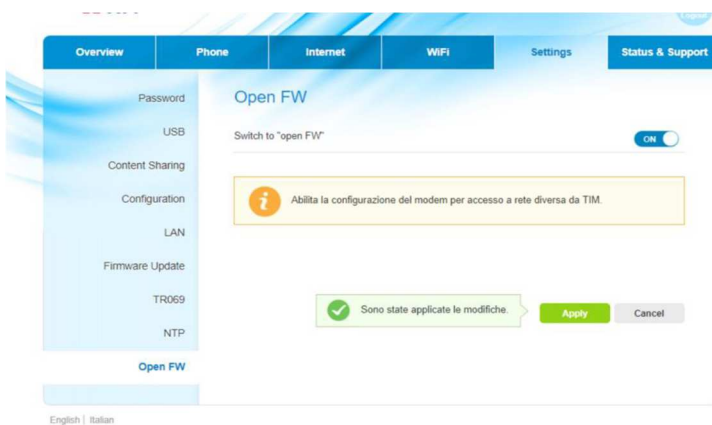 Logout
Overview Phone Internet WiFi Settings Status & Support
Password
USB
Content Sharing
Configuration
LAN
Firmware Update
TR069
NTP
Open FW
Open FW
Switch to "open FW"
ON
Abilita la configurazione del modem per accesso a rete diversa da TIM.
Sono state applicate le modifiche.
Apply Cancel
English | Italian